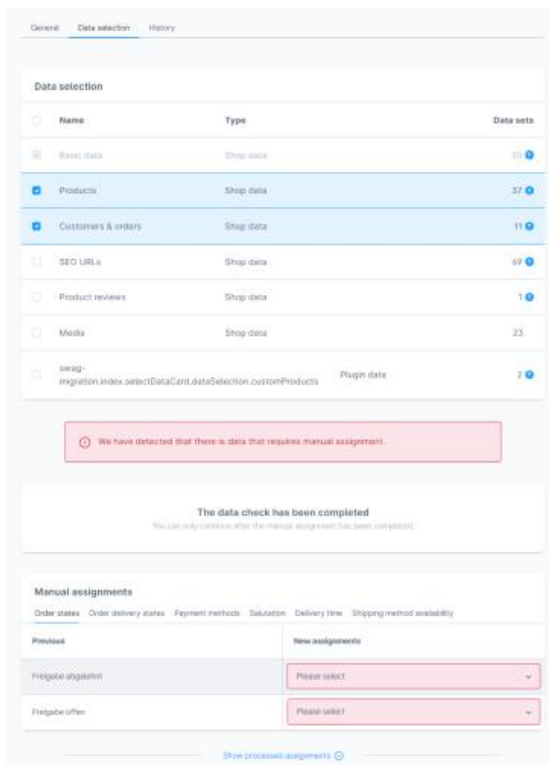 General Data selection History
Data selection
Name Type Data sets
Basic data Shop data 30
Products Shop data 37
Customers & orders Shop data 11
SEO URLs Shop data 69
Product reviews Shop data 1
Media Shop data 23
swag-
migration.index.selectDataCard.dataSelection.customProducts Plugin data 2
We have detected that there is data that requires manual assignment.
The data check has been completed
You can only continue after the manual assignment has been completed.
Manual assignments
Order states Order delivery states Payment methods Salutation Delivery time Shipping method availability
Previous New assignments
Freigabe abgelehnt Please select
Freigabe offen Please select
Show processed assignments